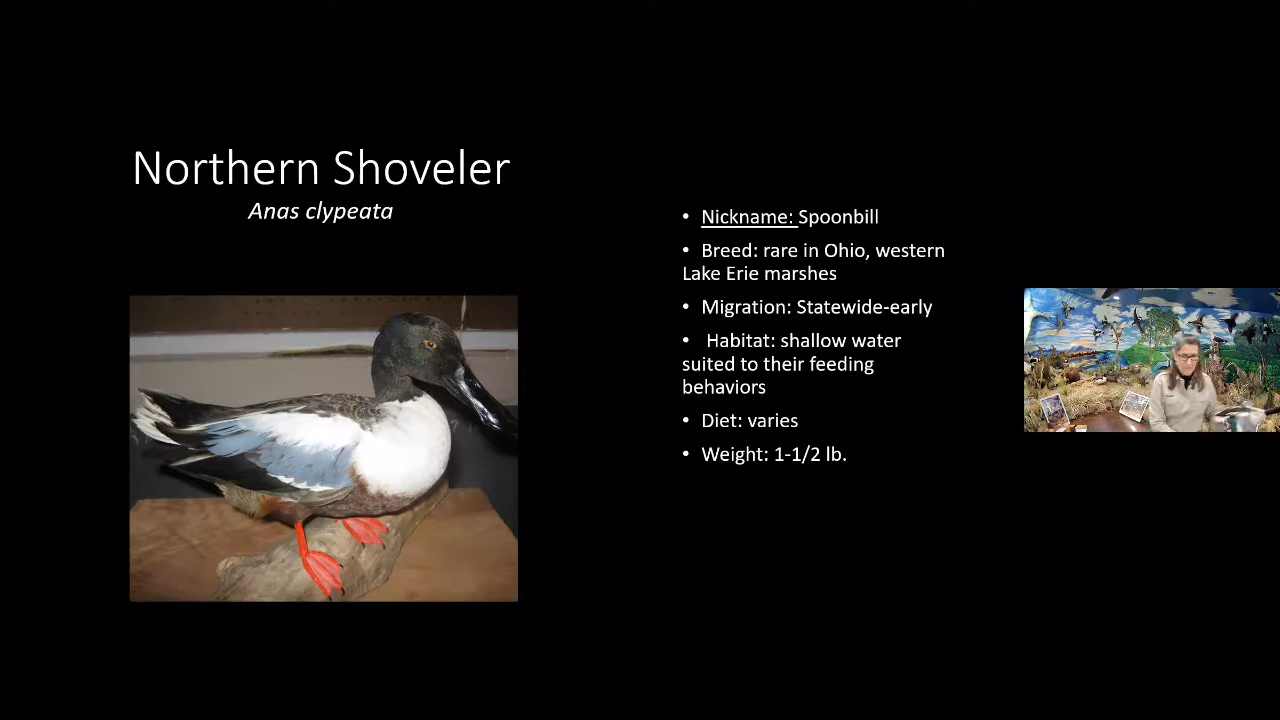 Northern Shoveler
Anas clypeata
• Nickname: Spoonbill
• Breed: rare in Ohio, western
Lake Erie marshes
• Migration: Statewide-early
• Habitat: shallow water
suited to their feeding
behaviors
• Diet: varies
• Weight: 1-1/2 lb.